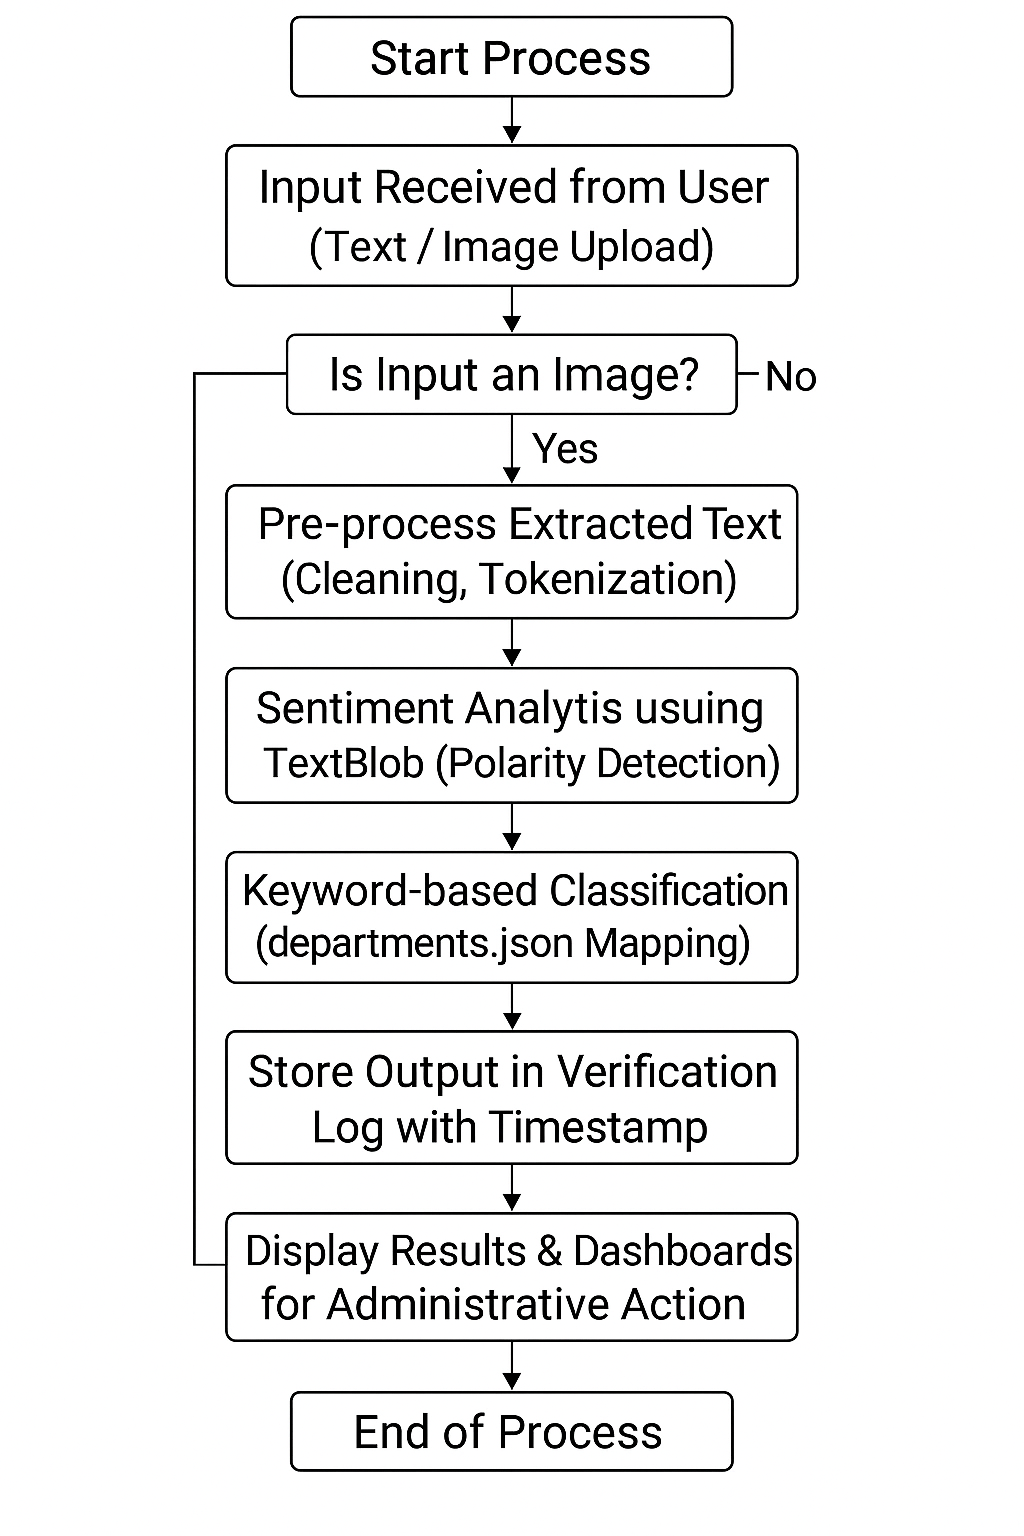 Start Process
Input Received from User
(Text / Image Upload)
Is Input an Image?
No
Yes
Pre-process Extracted Text
(Cleaning, Tokenization)
Sentiment Analytis usuing
TextBlob (Polarity Detection)
Keyword-based Classification
(departments.json Mapping)
Store Output in Verification
Log with Timestamp
Display Results & Dashboards
for Administrative Action
End of Process